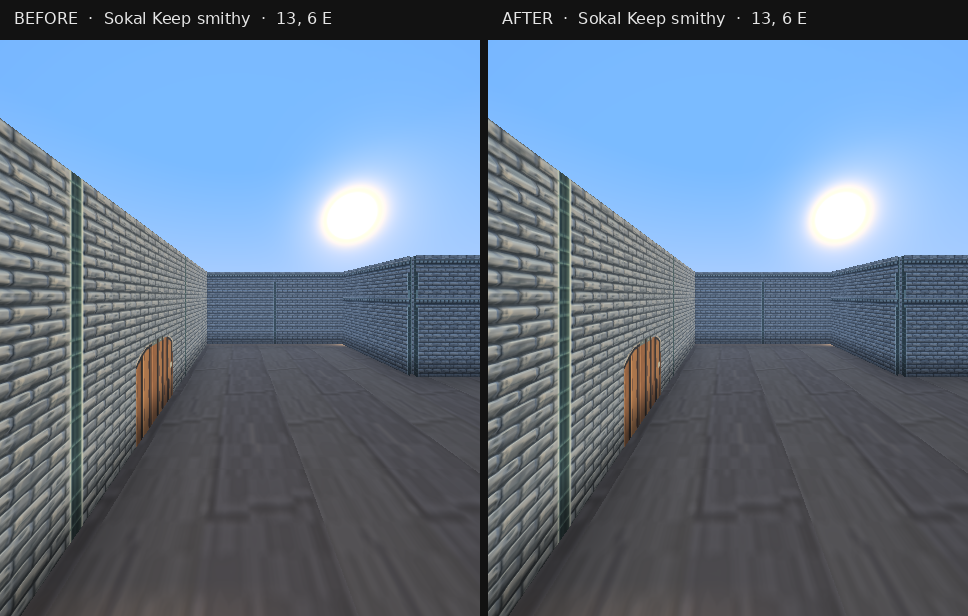 BEFORE · Sokal Keep smithy · 13, 6 E
AFTER · Sokal Keep smithy · 13, 6 E